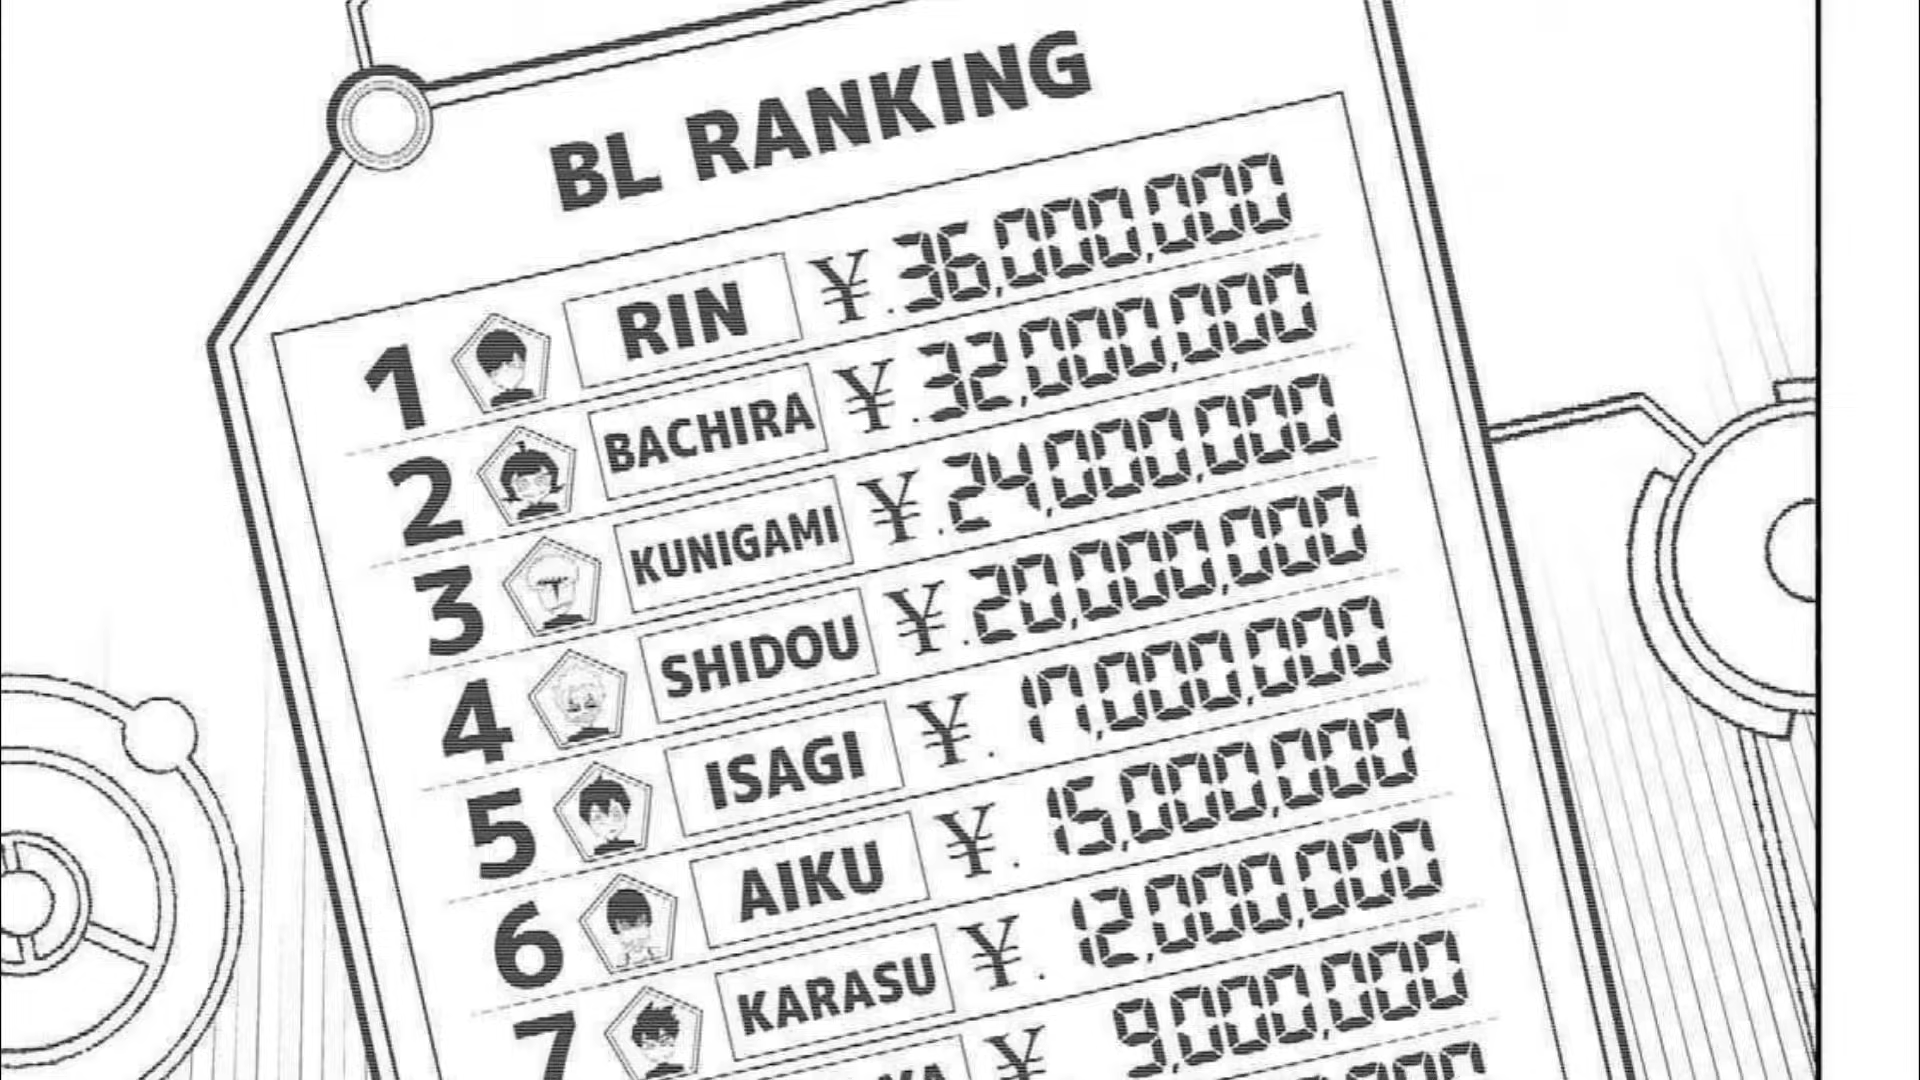 BL RANKING
1 RIN ¥.36,000,000
2 BACHIRA ¥.32,000,000
3 KUNIGAMI ¥.24,000,000
4 SHIDOU ¥.20,000,000
5 ISAGI ¥.17,000,000
6 AIKU ¥.15,000,000
7 KARASU ¥.12,000,000
¥ 9,000,000